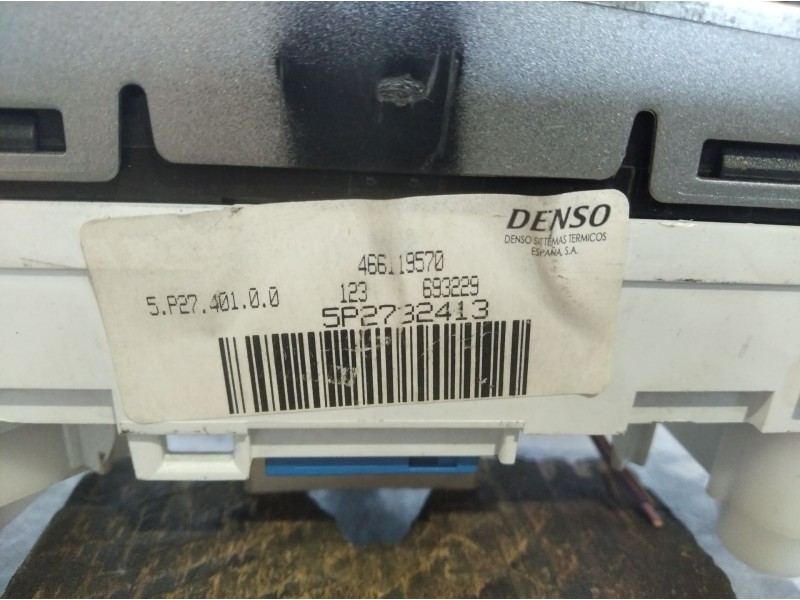 DENSO
DENSO SISTEMAS TERMICOS
ESPAÑA, S.A.
466119570
5.P27.401.0.0 123 693229
5P2732413